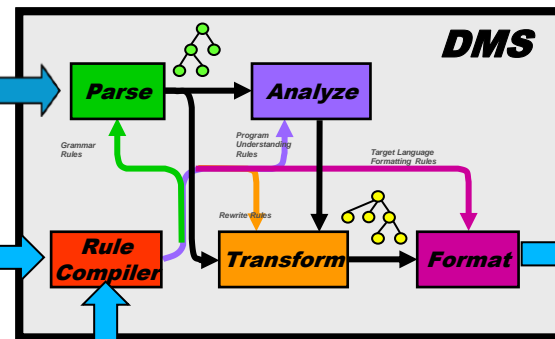 DMS
Parse
Analyze
Grammar
Rules
Program
Understanding
Rules
Target Language
Formatting Rules
Rewrite Rules
Rule
Compiler
Transform
Format